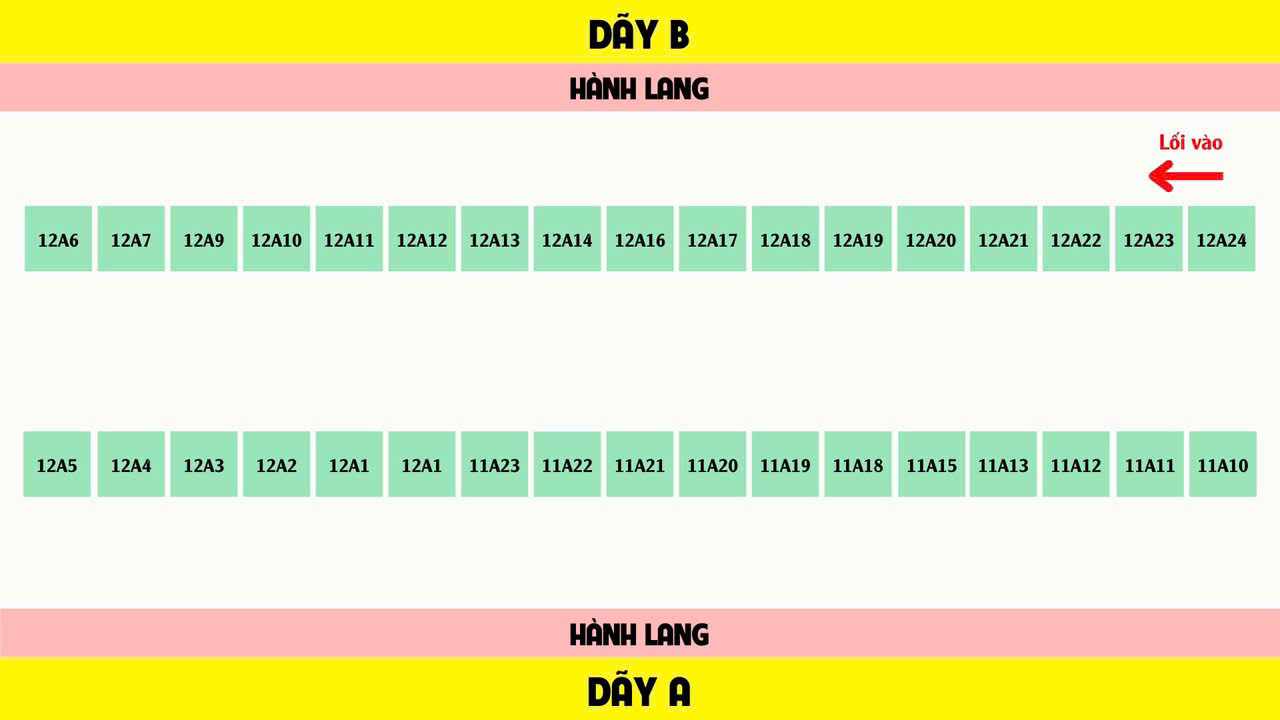 DÃY B
HÀNH LANG
Lối vào
12A6 12A7 12A9 12A10 12A11 12A12 12A13 12A14 12A16 12A17 12A18 12A19 12A20 12A21 12A22 12A23 12A24
12A5 12A4 12A3 12A2 12A1 12A1 11A23 11A22 11A21 11A20 11A19 11A18 11A15 11A13 11A12 11A11 11A10
HÀNH LANG
DÃY A